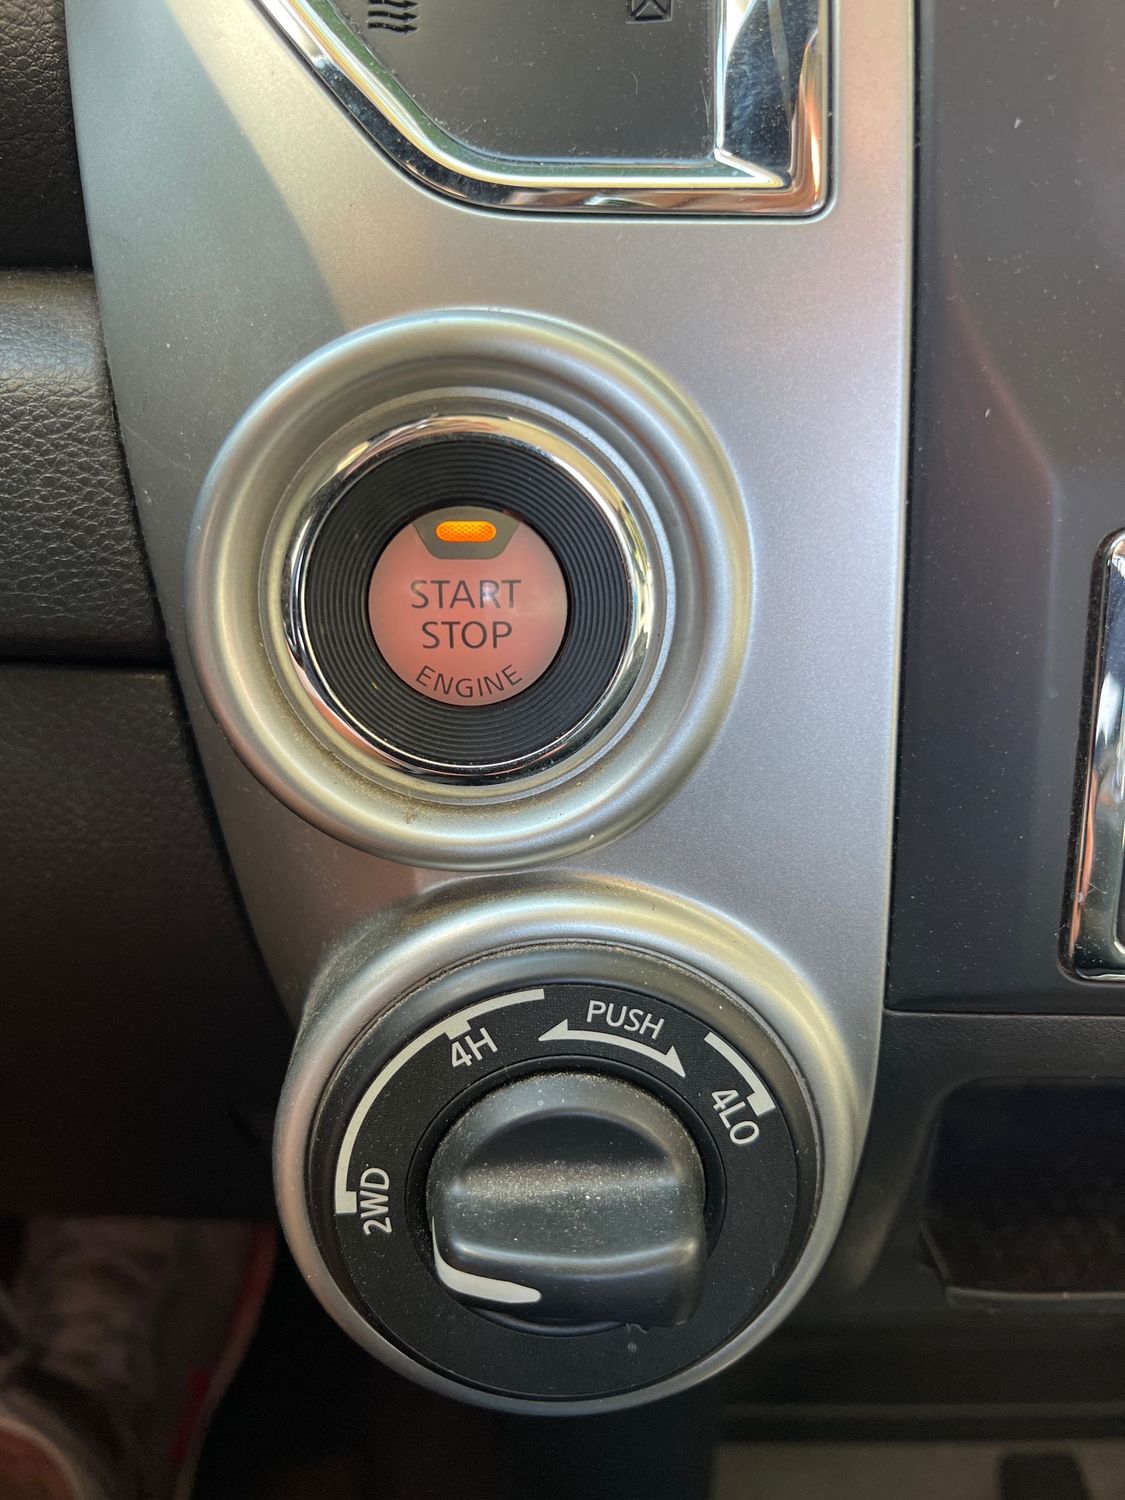 START
STOP
ENGINE
PUSH
4H
4LO
2WD